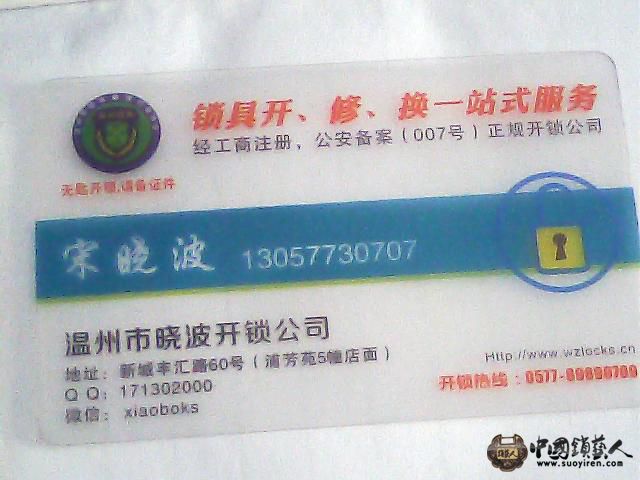 锁具开、修、换一站式服务
经工商注册，公安备案（007号）正规开锁公司
无匙开锁，请备证件
宋晓波 13057730707
温州市晓波开锁公司
地址：新城丰汇路60号（浦芳苑5幢店面）
QQ：171302000
微信：xiaoboks
Http://www.wzlocks.cn
开锁热线：0577-
中國鎖藝人
www.suoyiren.com